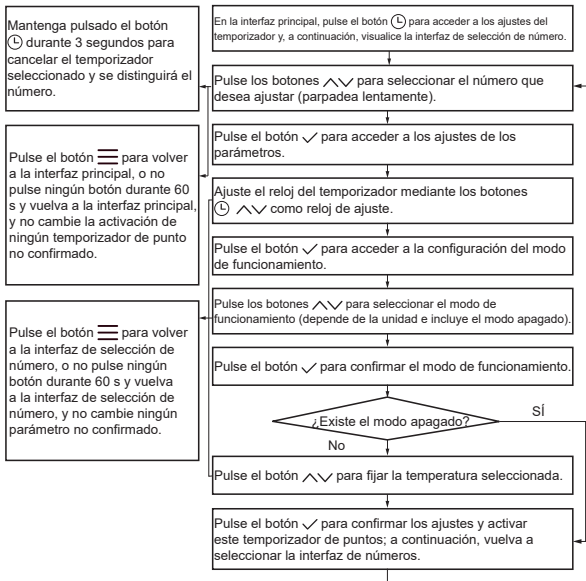 Mantenga pulsado el botón
durante 3 segundos para
cancelar el temporizador
seleccionado y se distinguirá el
número.
Pulse el botón para volver
a la interfaz principal, o no
pulse ningún botón durante 60
s y vuelva a la interfaz principal,
y no cambie la activación de
ningún temporizador de punto
no confirmado.
Pulse el botón para volver
a la interfaz de selección de
número, o no pulse ningún
botón durante 60 s y vuelva
a la interfaz de selección de
número, y no cambie ningún
parámetro no confirmado.
En la interfaz principal, pulse el botón para acceder a los ajustes del
temporizador y, a continuación, visualice la interfaz de selección de número.
Pulse los botones para seleccionar el número que
desea ajustar (parpadea lentamente).
Pulse el botón para acceder a los ajustes de los
parámetros.
Ajuste el reloj del temporizador mediante los botones
como reloj de ajuste.
Pulse el botón para acceder a la configuración del modo
de funcionamiento.
Pulse los botones para seleccionar el modo de
funcionamiento (depende de la unidad e incluye el modo apagado).
Pulse el botón para confirmar el modo de funcionamiento.
¿Existe el modo apagado?
SÍ
No
Pulse el botón para fijar la temperatura seleccionada.
Pulse el botón para confirmar los ajustes y activar
este temporizador de puntos; a continuación, vuelva a
seleccionar la interfaz de números.